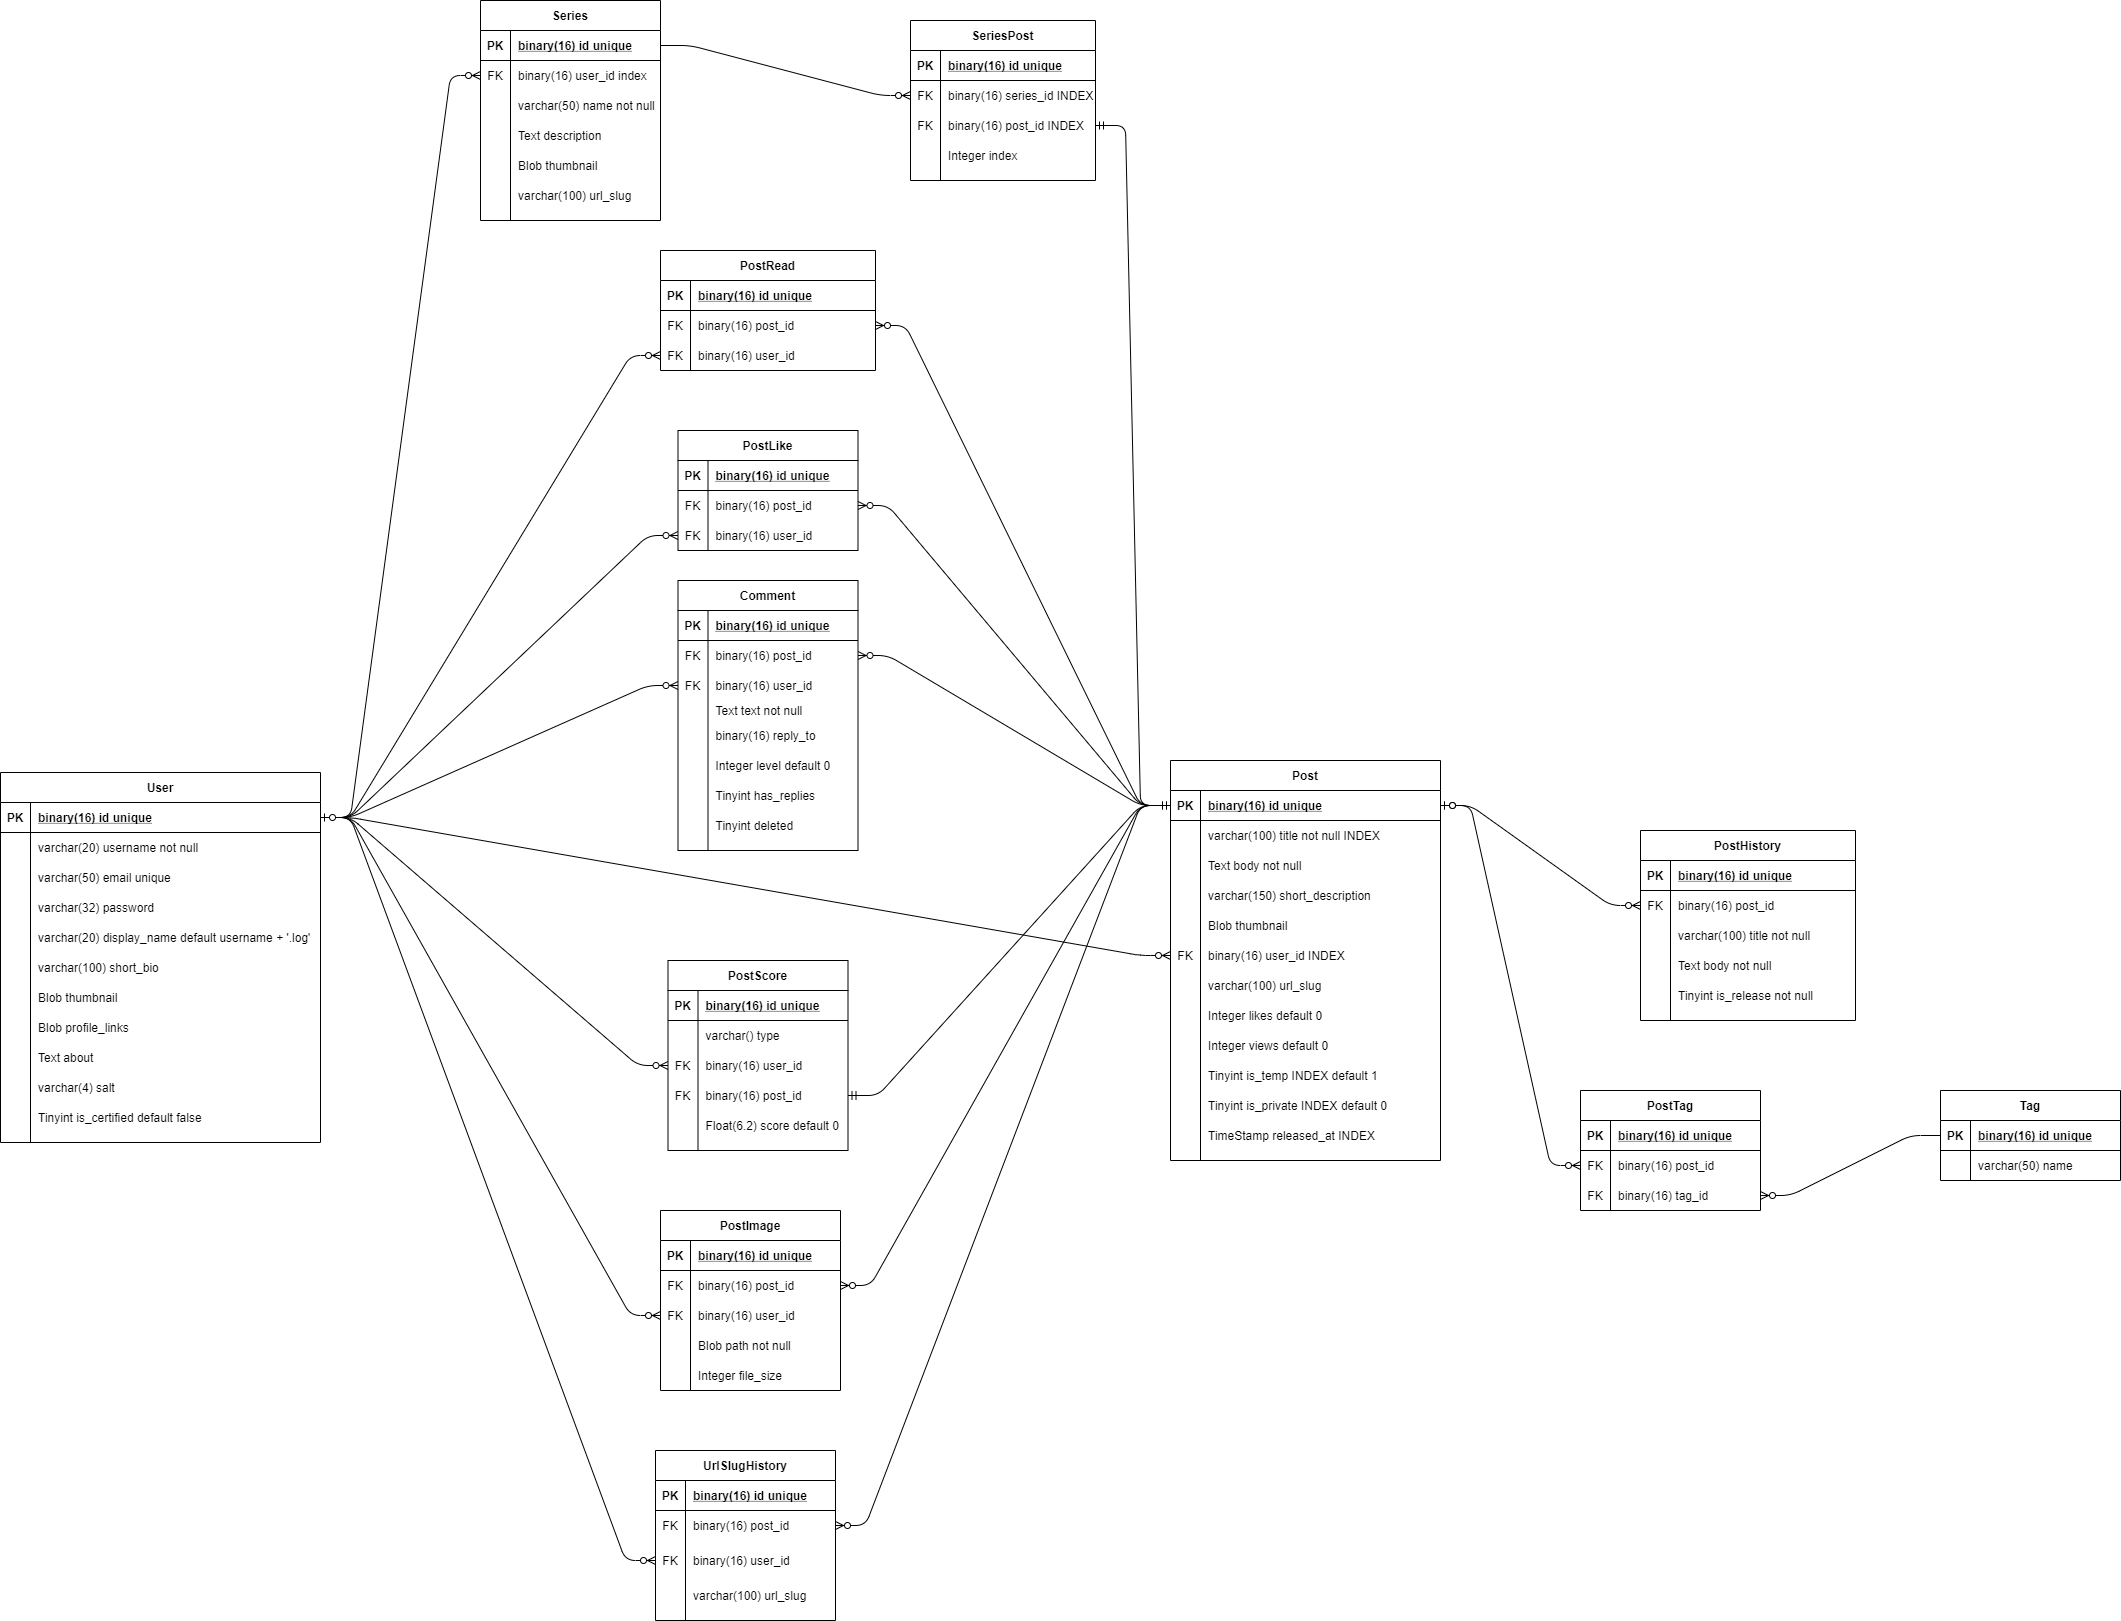 Series
PK binary(16) id unique
FK binary(16) user_id index
varchar(50) name not null
Text description
Blob thumbnail
varchar(100) url_slug
SeriesPost
PK binary(16) id unique
FK binary(16) series_id INDEX
FK binary(16) post_id INDEX
Integer index
PostRead
PK binary(16) id unique
FK binary(16) post_id
FK binary(16) user_id
PostLike
PK binary(16) id unique
FK binary(16) post_id
FK binary(16) user_id
Comment
PK binary(16) id unique
FK binary(16) post_id
FK binary(16) user_id
Text text not null
binary(16) reply_to
Integer level default 0
Tinyint has_replies
Tinyint deleted
User
PK binary(16) id unique
varchar(20) username not null
varchar(50) email unique
varchar(32) password
varchar(20) display_name default username + '.log'
varchar(100) short_bio
Blob thumbnail
Blob profile_links
Text about
varchar(4) salt
Tinyint is_certified default false
Post
PK binary(16) id unique
varchar(100) title not null INDEX
Text body not null
varchar(150) short_description
Blob thumbnail
FK binary(16) user_id INDEX
varchar(100) url_slug
Integer likes default 0
Integer views default 0
Tinyint is_temp INDEX default 1
Tinyint is_private INDEX default 0
TimeStamp released_at INDEX
PostHistory
PK binary(16) id unique
FK binary(16) post_id
varchar(100) title not null
Text body not null
Tinyint is_release not null
PostScore
PK binary(16) id unique
varchar() type
FK binary(16) user_id
FK binary(16) post_id
Float(6.2) score default 0
PostTag
PK binary(16) id unique
FK binary(16) post_id
FK binary(16) tag_id
Tag
PK binary(16) id unique
varchar(50) name
PostImage
PK binary(16) id unique
FK binary(16) post_id
FK binary(16) user_id
Blob path not null
Integer file_size
UrlSlugHistory
PK binary(16) id unique
FK binary(16) post_id
FK binary(16) user_id
varchar(100) url_slug